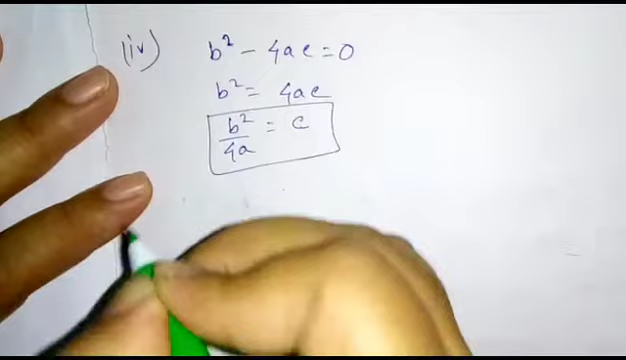 (iv) b² - 4ac = 0
b² = 4ac
b²/4a = c